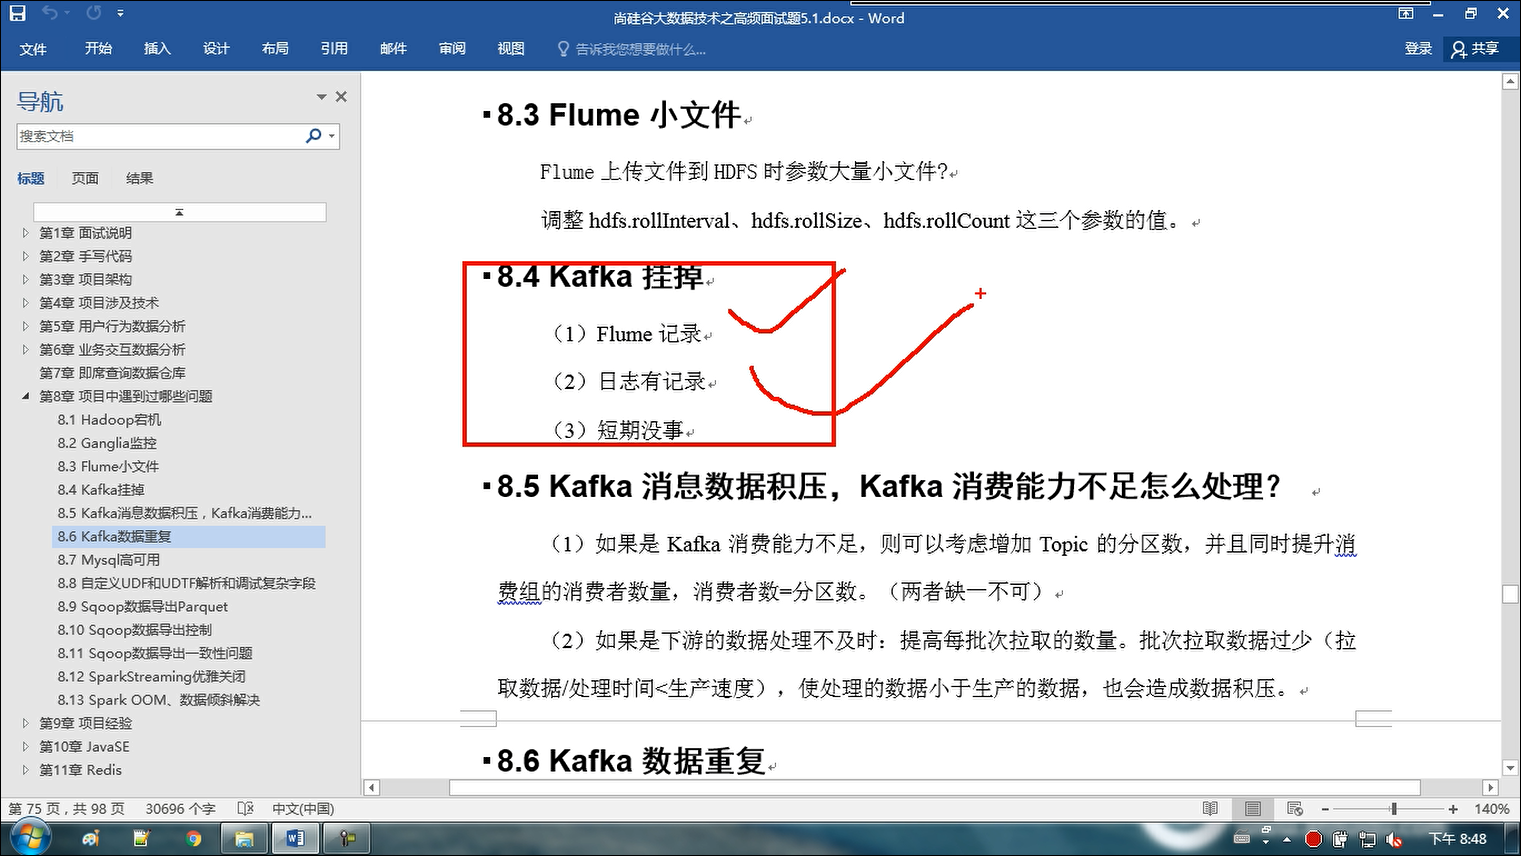 尚硅谷大数据技术之高频面试题5.1.docx - Word
文件 开始 插入 设计 布局 引用 邮件 审阅 视图 告诉我您想要做什么... 登录 共享
导航
搜索文档
标题 页面 结果
第1章 面试说明
第2章 手写代码
第3章 项目架构
第4章 项目涉及技术
第5章 用户行为数据分析
第6章 业务交互数据分析
第7章 即席查询数据仓库
第8章 项目中遇到过哪些问题
8.1 Hadoop宕机
8.2 Ganglia监控
8.3 Flume小文件
8.4 Kafka挂掉
8.5 Kafka消息数据积压，Kafka消费能力...
8.6 Kafka数据重复
8.7 Mysql高可用
8.8 自定义UDF和UDTF解析和调试复杂字段
8.9 Sqoop数据导出Parquet
8.10 Sqoop数据导出控制
8.11 Sqoop数据导出一致性问题
8.12 SparkStreaming优雅关闭
8.13 Spark OOM、数据倾斜解决
第9章 项目经验
第10章 JavaSE
第11章 Redis
8.3 Flume 小文件
Flume 上传文件到 HDFS 时参数大量小文件?
调整 hdfs.rollInterval、hdfs.rollSize、hdfs.rollCount 这三个参数的值。
8.4 Kafka 挂掉
（1）Flume 记录
（2）日志有记录
（3）短期没事
8.5 Kafka 消息数据积压，Kafka 消费能力不足怎么处理？
（1）如果是 Kafka 消费能力不足，则可以考虑增加 Topic 的分区数，并且同时提升消
费组的消费者数量，消费者数=分区数。（两者缺一不可）
（2）如果是下游的数据处理不及时：提高每批次拉取的数量。批次拉取数据过少（拉
取数据/处理时间<生产速度），使处理的数据小于生产的数据，也会造成数据积压。
8.6 Kafka 数据重复
第 75 页，共 98 页 30696 个字 中文(中国) 140%
下午 8:48